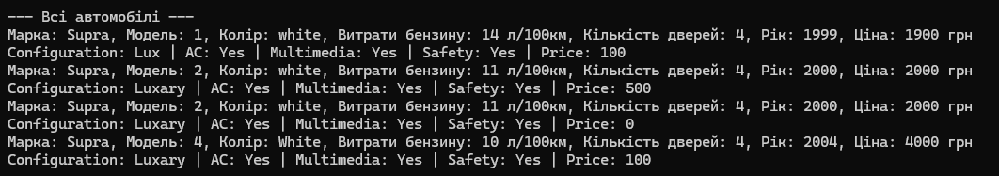 --- Всі автомобілі ---
Марка: Supra, Модель: 1, Колір: white, Витрати бензину: 14 л/100км, Кількість дверей: 4, Рік: 1999, Ціна: 1900 грн
Configuration: Lux | AC: Yes | Multimedia: Yes | Safety: Yes | Price: 100
Марка: Supra, Модель: 2, Колір: white, Витрати бензину: 11 л/100км, Кількість дверей: 4, Рік: 2000, Ціна: 2000 грн
Configuration: Luxary | AC: Yes | Multimedia: Yes | Safety: Yes | Price: 500
Марка: Supra, Модель: 2, Колір: white, Витрати бензину: 11 л/100км, Кількість дверей: 4, Рік: 2000, Ціна: 2000 грн
Configuration: Luxary | AC: Yes | Multimedia: Yes | Safety: Yes | Price: 0
Марка: Supra, Модель: 4, Колір: White, Витрати бензину: 10 л/100км, Кількість дверей: 4, Рік: 2004, Ціна: 4000 грн
Configuration: Luxary | AC: Yes | Multimedia: Yes | Safety: Yes | Price: 100